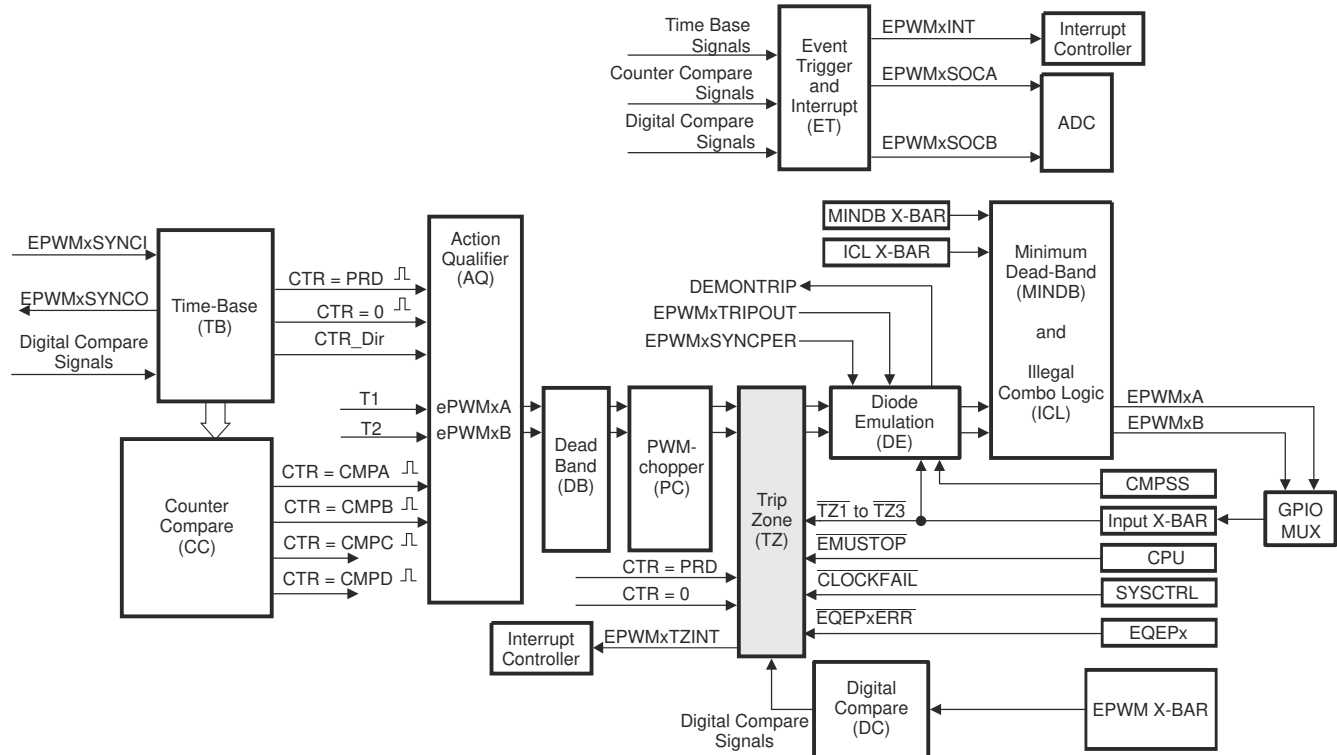 Time Base
Signals
Counter Compare
Signals
Digital Compare
Signals
Event
Trigger
and
Interrupt
(ET)
EPWMxINT
EPWMxSOCA
EPWMxSOCB
Interrupt
Controller
ADC
EPWMxSYNCI
EPWMxSYNCO
Digital Compare
Signals
Time-Base
(TB)
CTR = PRD
CTR = 0
CTR_Dir
Action
Qualifier
(AQ)
T1
T2
ePWMxA
ePWMxB
Counter
Compare
(CC)
CTR = CMPA
CTR = CMPB
CTR = CMPC
CTR = CMPD
Dead
Band
(DB)
PWM-
chopper
(PC)
Trip
Zone
(TZ)
CTR = PRD
CTR = 0
EPWMxTZINT
Interrupt
Controller
DEMONTRIP
EPWMxTRIPOUT
EPWMxSYNCPER
Diode
Emulation
(DE)
MINDB X-BAR
ICL X-BAR
Minimum
Dead-Band
(MINDB)
and
Illegal
Combo Logic
(ICL)
EPWMxA
EPWMxB
GPIO
MUX
CMPSS
TZ1 to TZ3
Input X-BAR
EMUSTOP
CPU
CLOCKFAIL
SYSCTRL
EQEPxERR
EQEPx
Digital Compare
Signals
Digital
Compare
(DC)
EPWM X-BAR